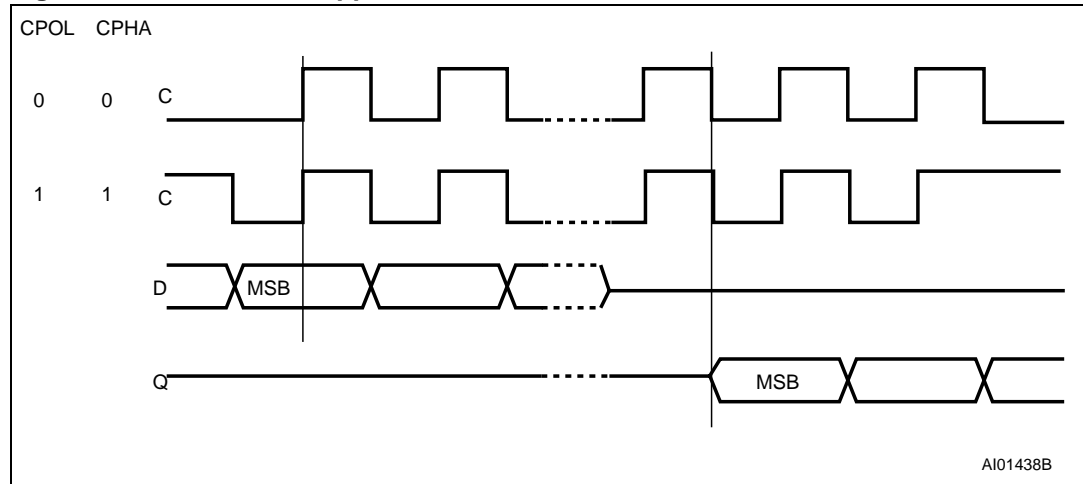 CPOL CPHA
0 0 C
1 1 C
D MSB
Q MSB
AI01438B